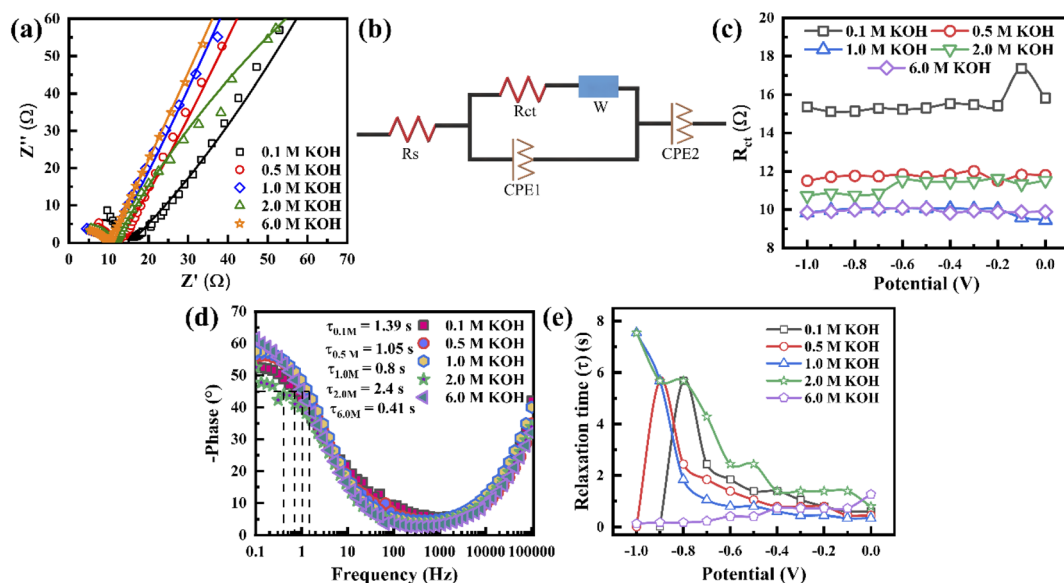 (a)
60
50
40
30
20
10
0
Z'' (Ω)
0 10 20 30 40 50 60 70
Z' (Ω)
0.1 M KOH
0.5 M KOH
1.0 M KOH
2.0 M KOH
6.0 M KOH
(b)
Rs
Rct
W
CPE1
CPE2
(c)
20
18
16
14
12
10
8
R_ct (Ω)
0.1 M KOH 0.5 M KOH
1.0 M KOH 2.0 M KOH
6.0 M KOH
-1.0 -0.8 -0.6 -0.4 -0.2 0.0
Potential (V)
(d)
70
60
50
40
30
20
10
0
-Phase (°)
τ0.1M = 1.39 s
τ0.5 M = 1.05 s
τ1.0M = 0.8 s
τ2.0M = 2.4 s
τ6.0M = 0.41 s
0.1 M KOH
0.5 M KOH
1.0 M KOH
2.0 M KOH
6.0 M KOH
0.1 1 10 100 1000 10000 100000
Frequency (Hz)
(e)
8
6
4
2
0
Relaxation time (τ) (s)
0.1 M KOH
0.5 M KOH
1.0 M KOH
2.0 M KOH
6.0 M KOH
-1.0 -0.8 -0.6 -0.4 -0.2 0.0
Potential (V)